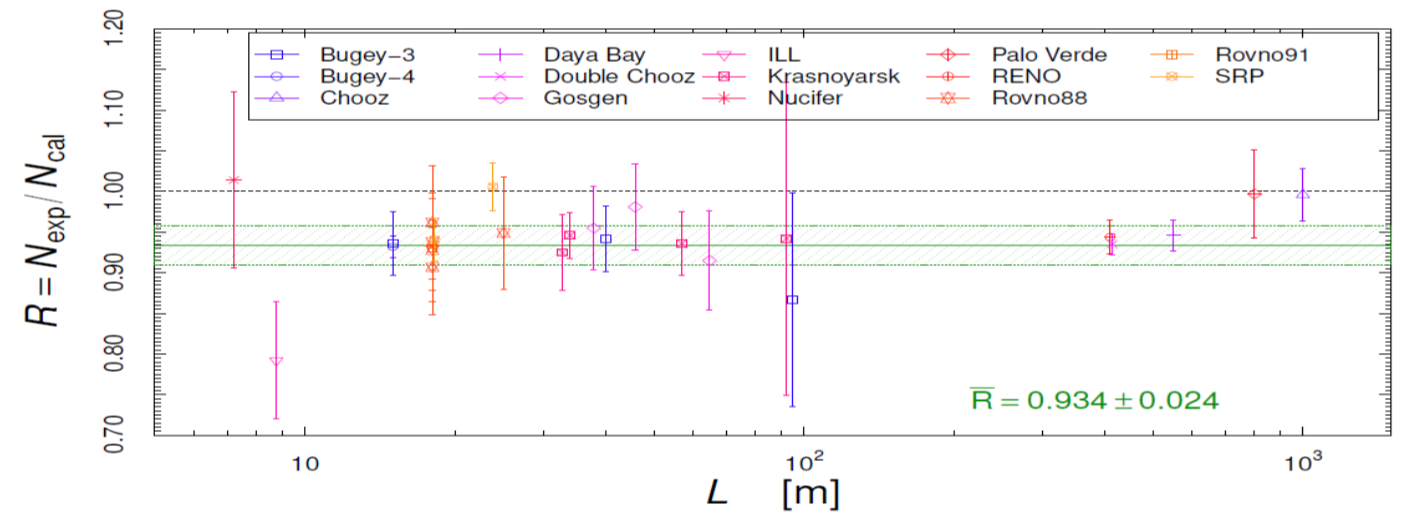 1.20
1.10
1.00
0.90
0.80
0.70
R = N_exp / N_cal
Bugey−3 Daya Bay ILL Palo Verde Rovno91
Bugey−4 Double Chooz Krasnoyarsk RENO SRP
Chooz Gosgen Nucifer Rovno88
R̅ = 0.934 ± 0.024
10 10² 10³
L [m]